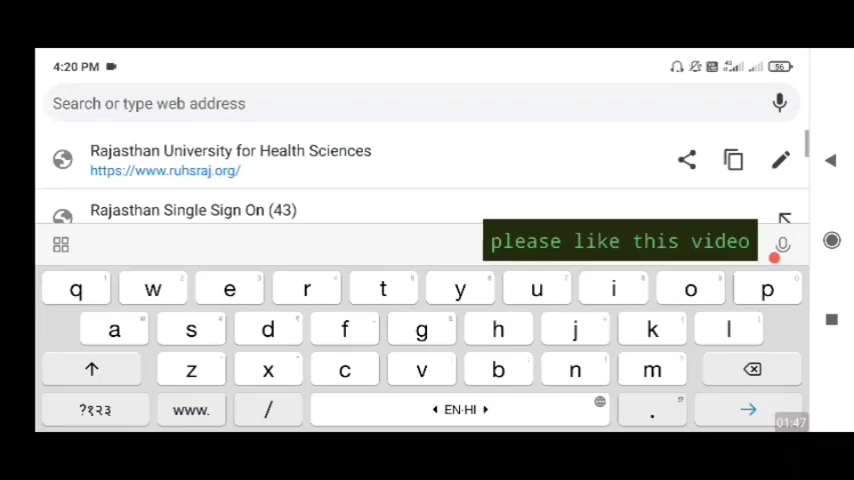 4:20 PM
56
Search or type web address
Rajasthan University for Health Sciences
https://www.ruhsraj.org/
Rajasthan Single Sign On (43)
please like this video
q w e r t y u i o p
a s d f g h j k l
z x c v b n m
?१२३ www. / EN·HI .
01:47